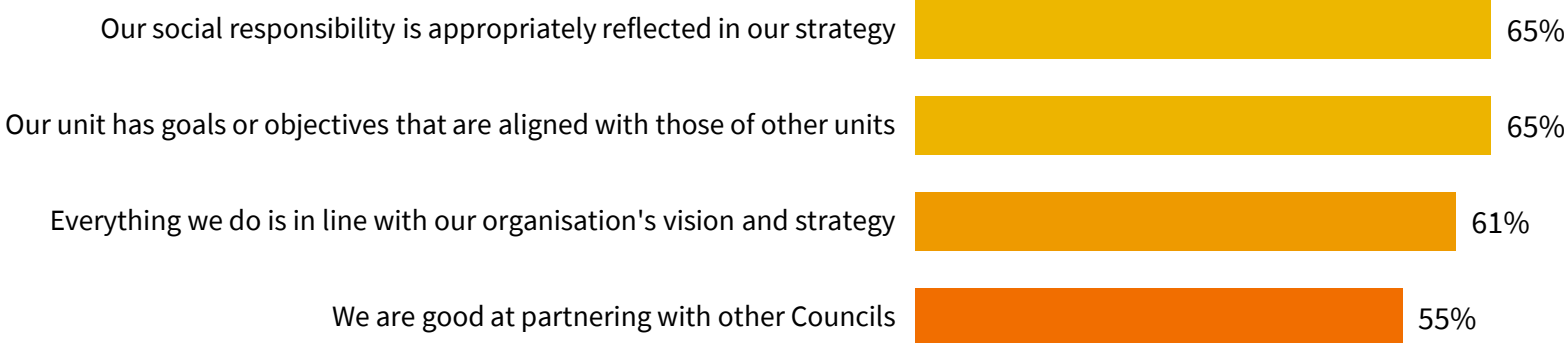 Our social responsibility is appropriately reflected in our strategy 65%
Our unit has goals or objectives that are aligned with those of other units 65%
Everything we do is in line with our organisation's vision and strategy 61%
We are good at partnering with other Councils 55%